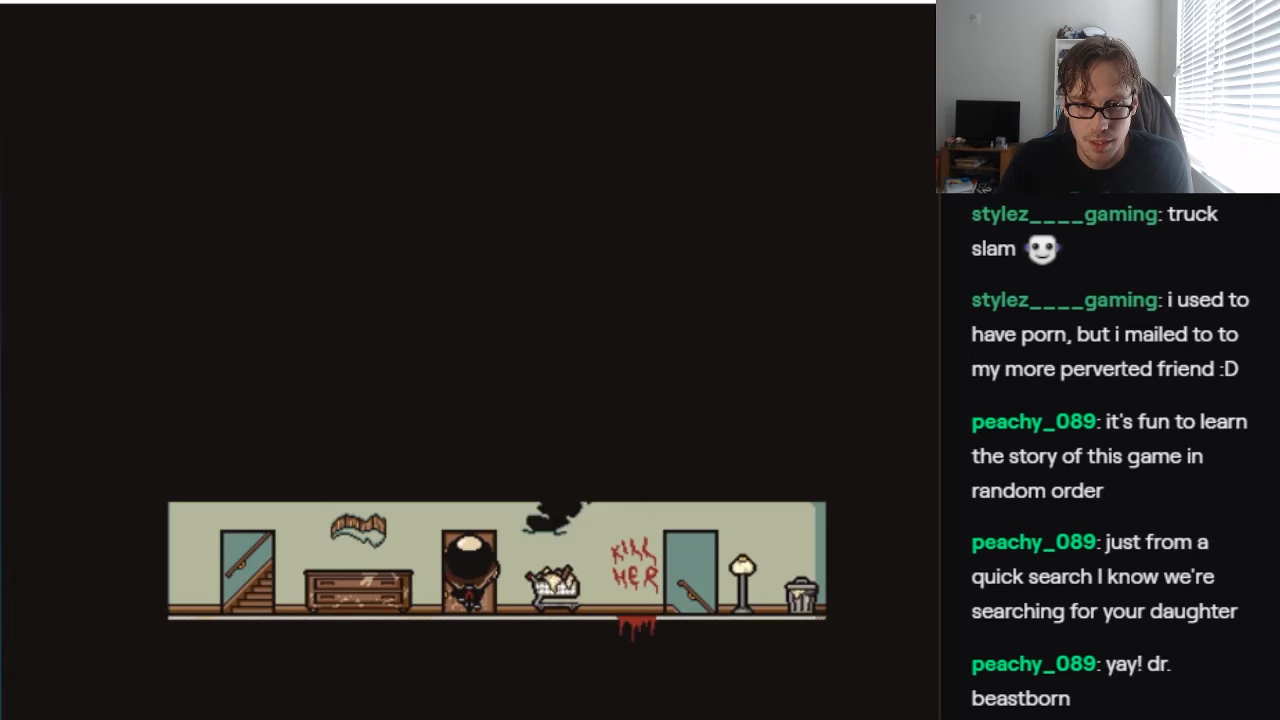 stylez____gaming: truck
slam
stylez____gaming: i used to
have porn, but i mailed to to
my more perverted friend :D
peachy_089: it's fun to learn
the story of this game in
random order
peachy_089: just from a
quick search I know we're
searching for your daughter
peachy_089: yay! dr.
beastborn
KILL
HER